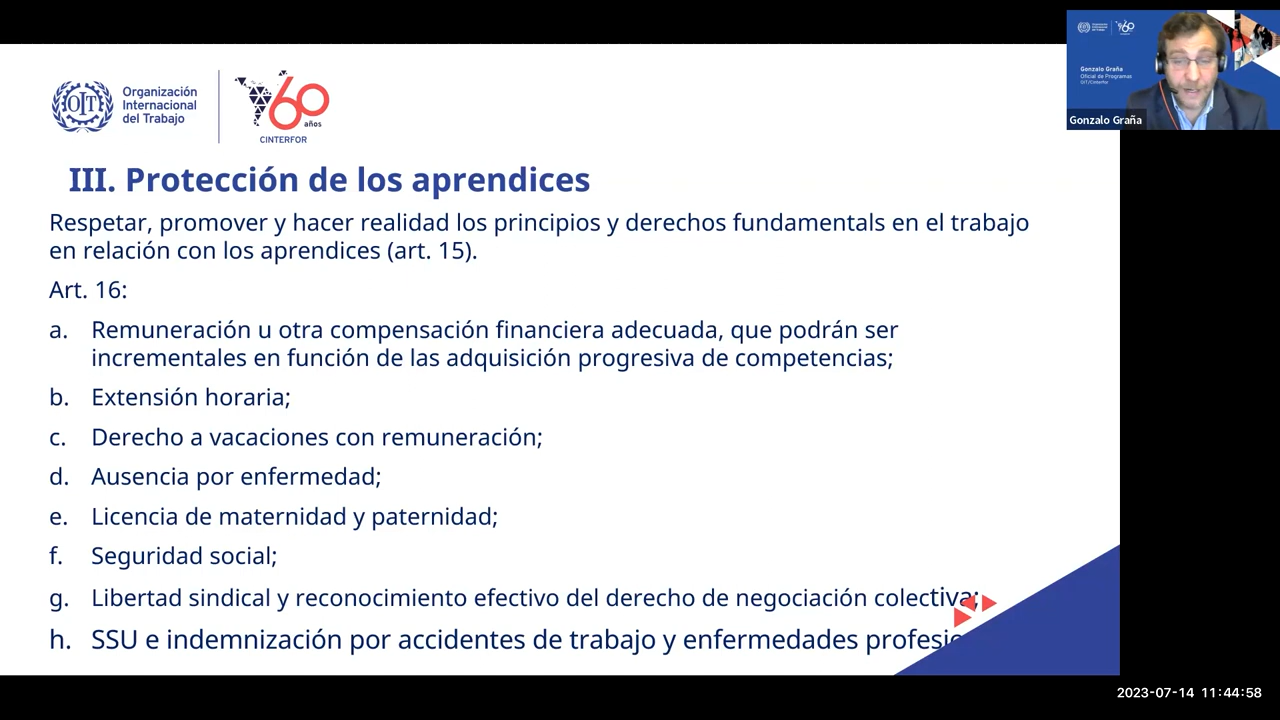 OIT
Organización
Internacional
del Trabajo
60
años
CINTERFOR
III. Protección de los aprendices
Respetar, promover y hacer realidad los principios y derechos fundamentals en el trabajo
en relación con los aprendices (art. 15).
Art. 16:
a. Remuneración u otra compensación financiera adecuada, que podrán ser
incrementales en función de las adquisición progresiva de competencias;
b. Extensión horaria;
c. Derecho a vacaciones con remuneración;
d. Ausencia por enfermedad;
e. Licencia de maternidad y paternidad;
f. Seguridad social;
g. Libertad sindical y reconocimiento efectivo del derecho de negociación colectiva;
h. SSU e indemnización por accidentes de trabajo y enfermedades
Gonzalo Graña
Oficial de Programas
OIT/Cinterfor
Gonzalo Graña
2023-07-14 11:44:58